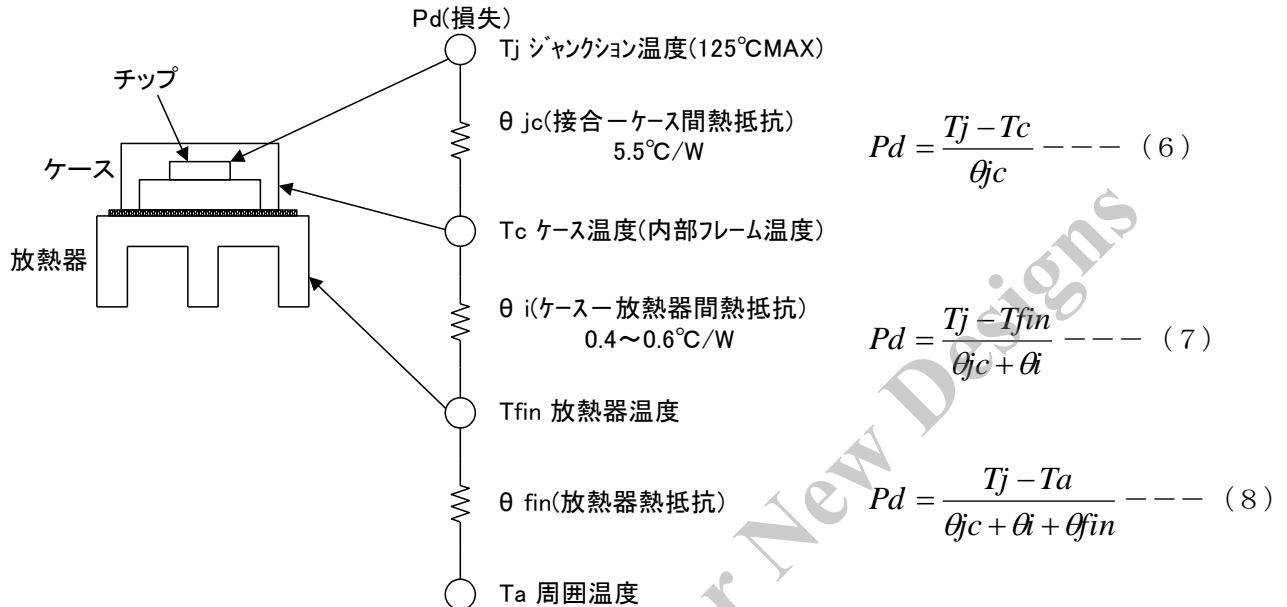 Pd(損失)
Tj ジャンクション温度(125℃MAX)
チップ
θ jc(接合ーケース間熱抵抗)
5.5℃/W
Pd = \frac{Tj - Tc}{θjc} --- (6)
ケース
Tc ケース温度(内部フレーム温度)
放熱器
θ i(ケースー放熱器間熱抵抗)
0.4～0.6℃/W
Pd = \frac{Tj - Tfin}{θjc + θi} --- (7)
Tfin 放熱器温度
θ fin(放熱器熱抵抗)
Pd = \frac{Tj - Ta}{θjc + θi + θfin} --- (8)
Ta 周囲温度
r New Designs